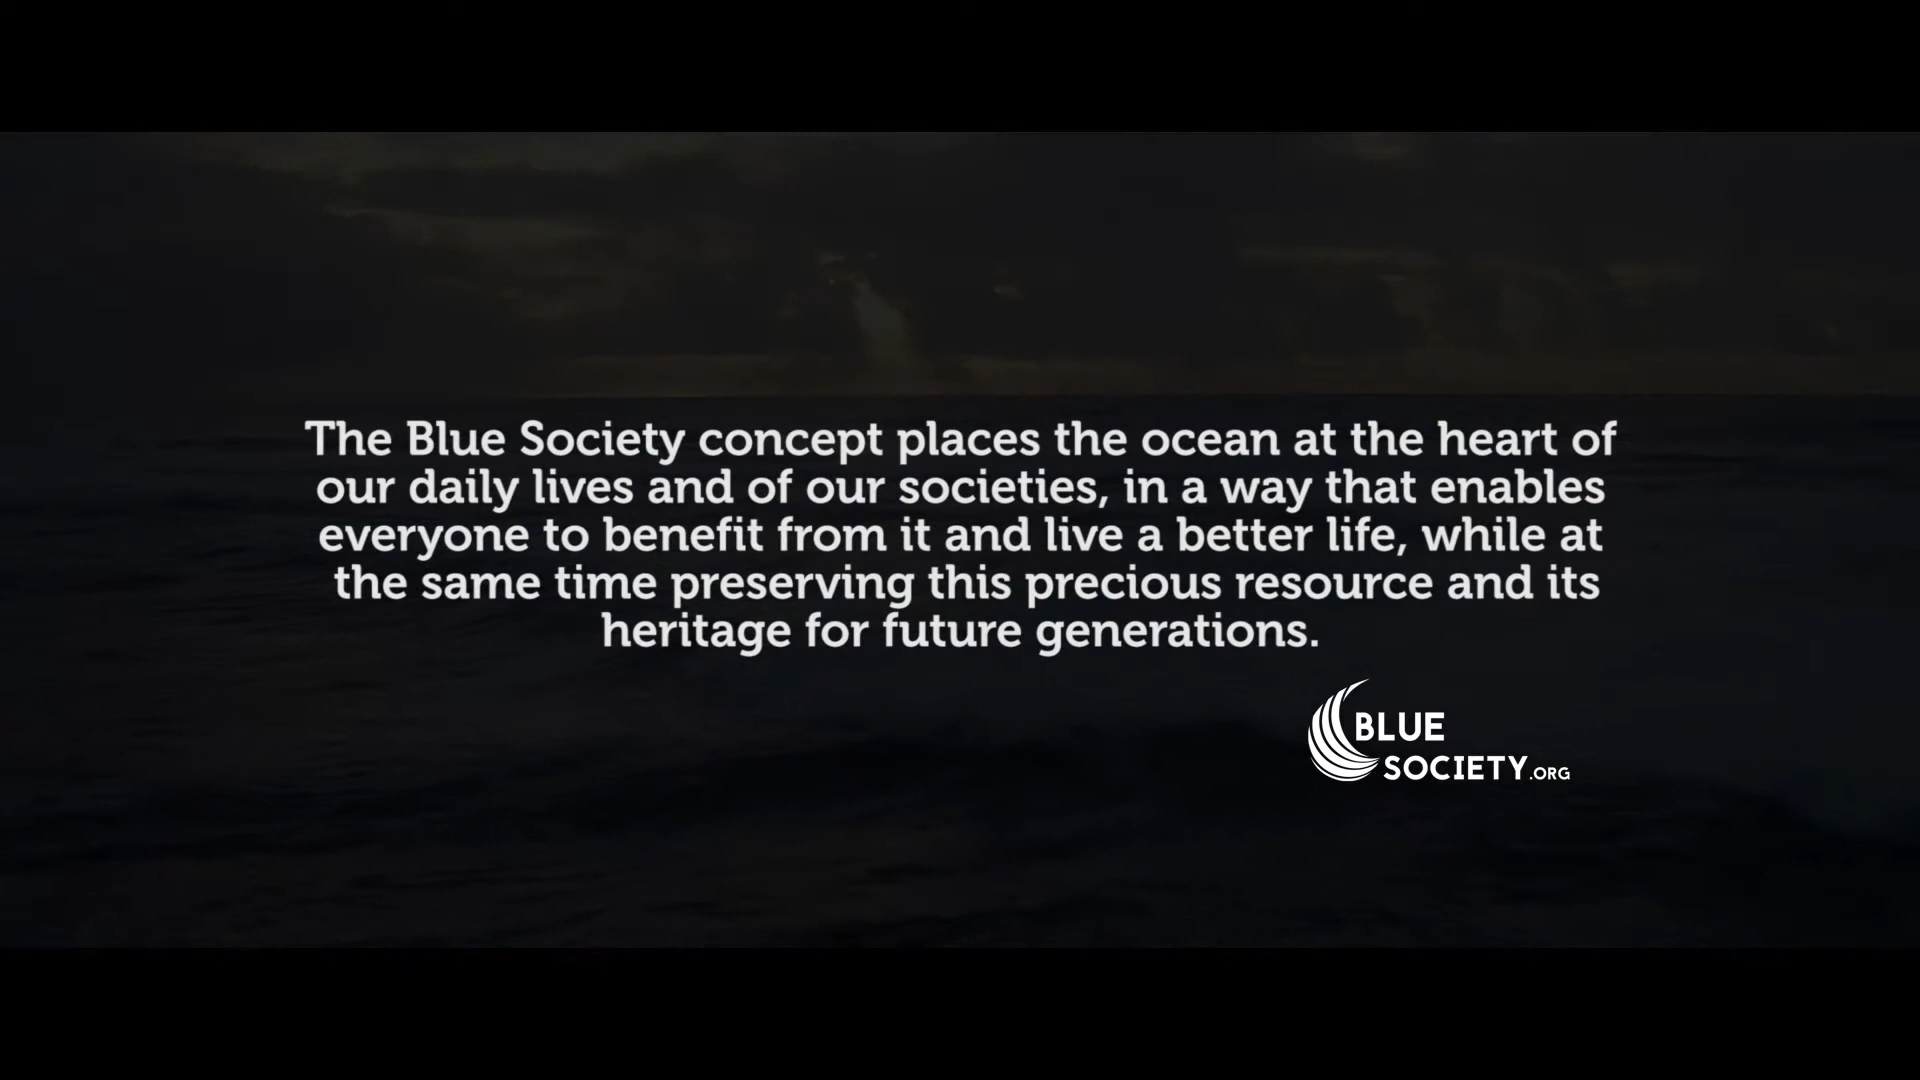 The Blue Society concept places the ocean at the heart of
our daily lives and of our societies, in a way that enables
everyone to benefit from it and live a better life, while at
the same time preserving this precious resource and its
heritage for future generations.
BLUE
SOCIETY.ORG